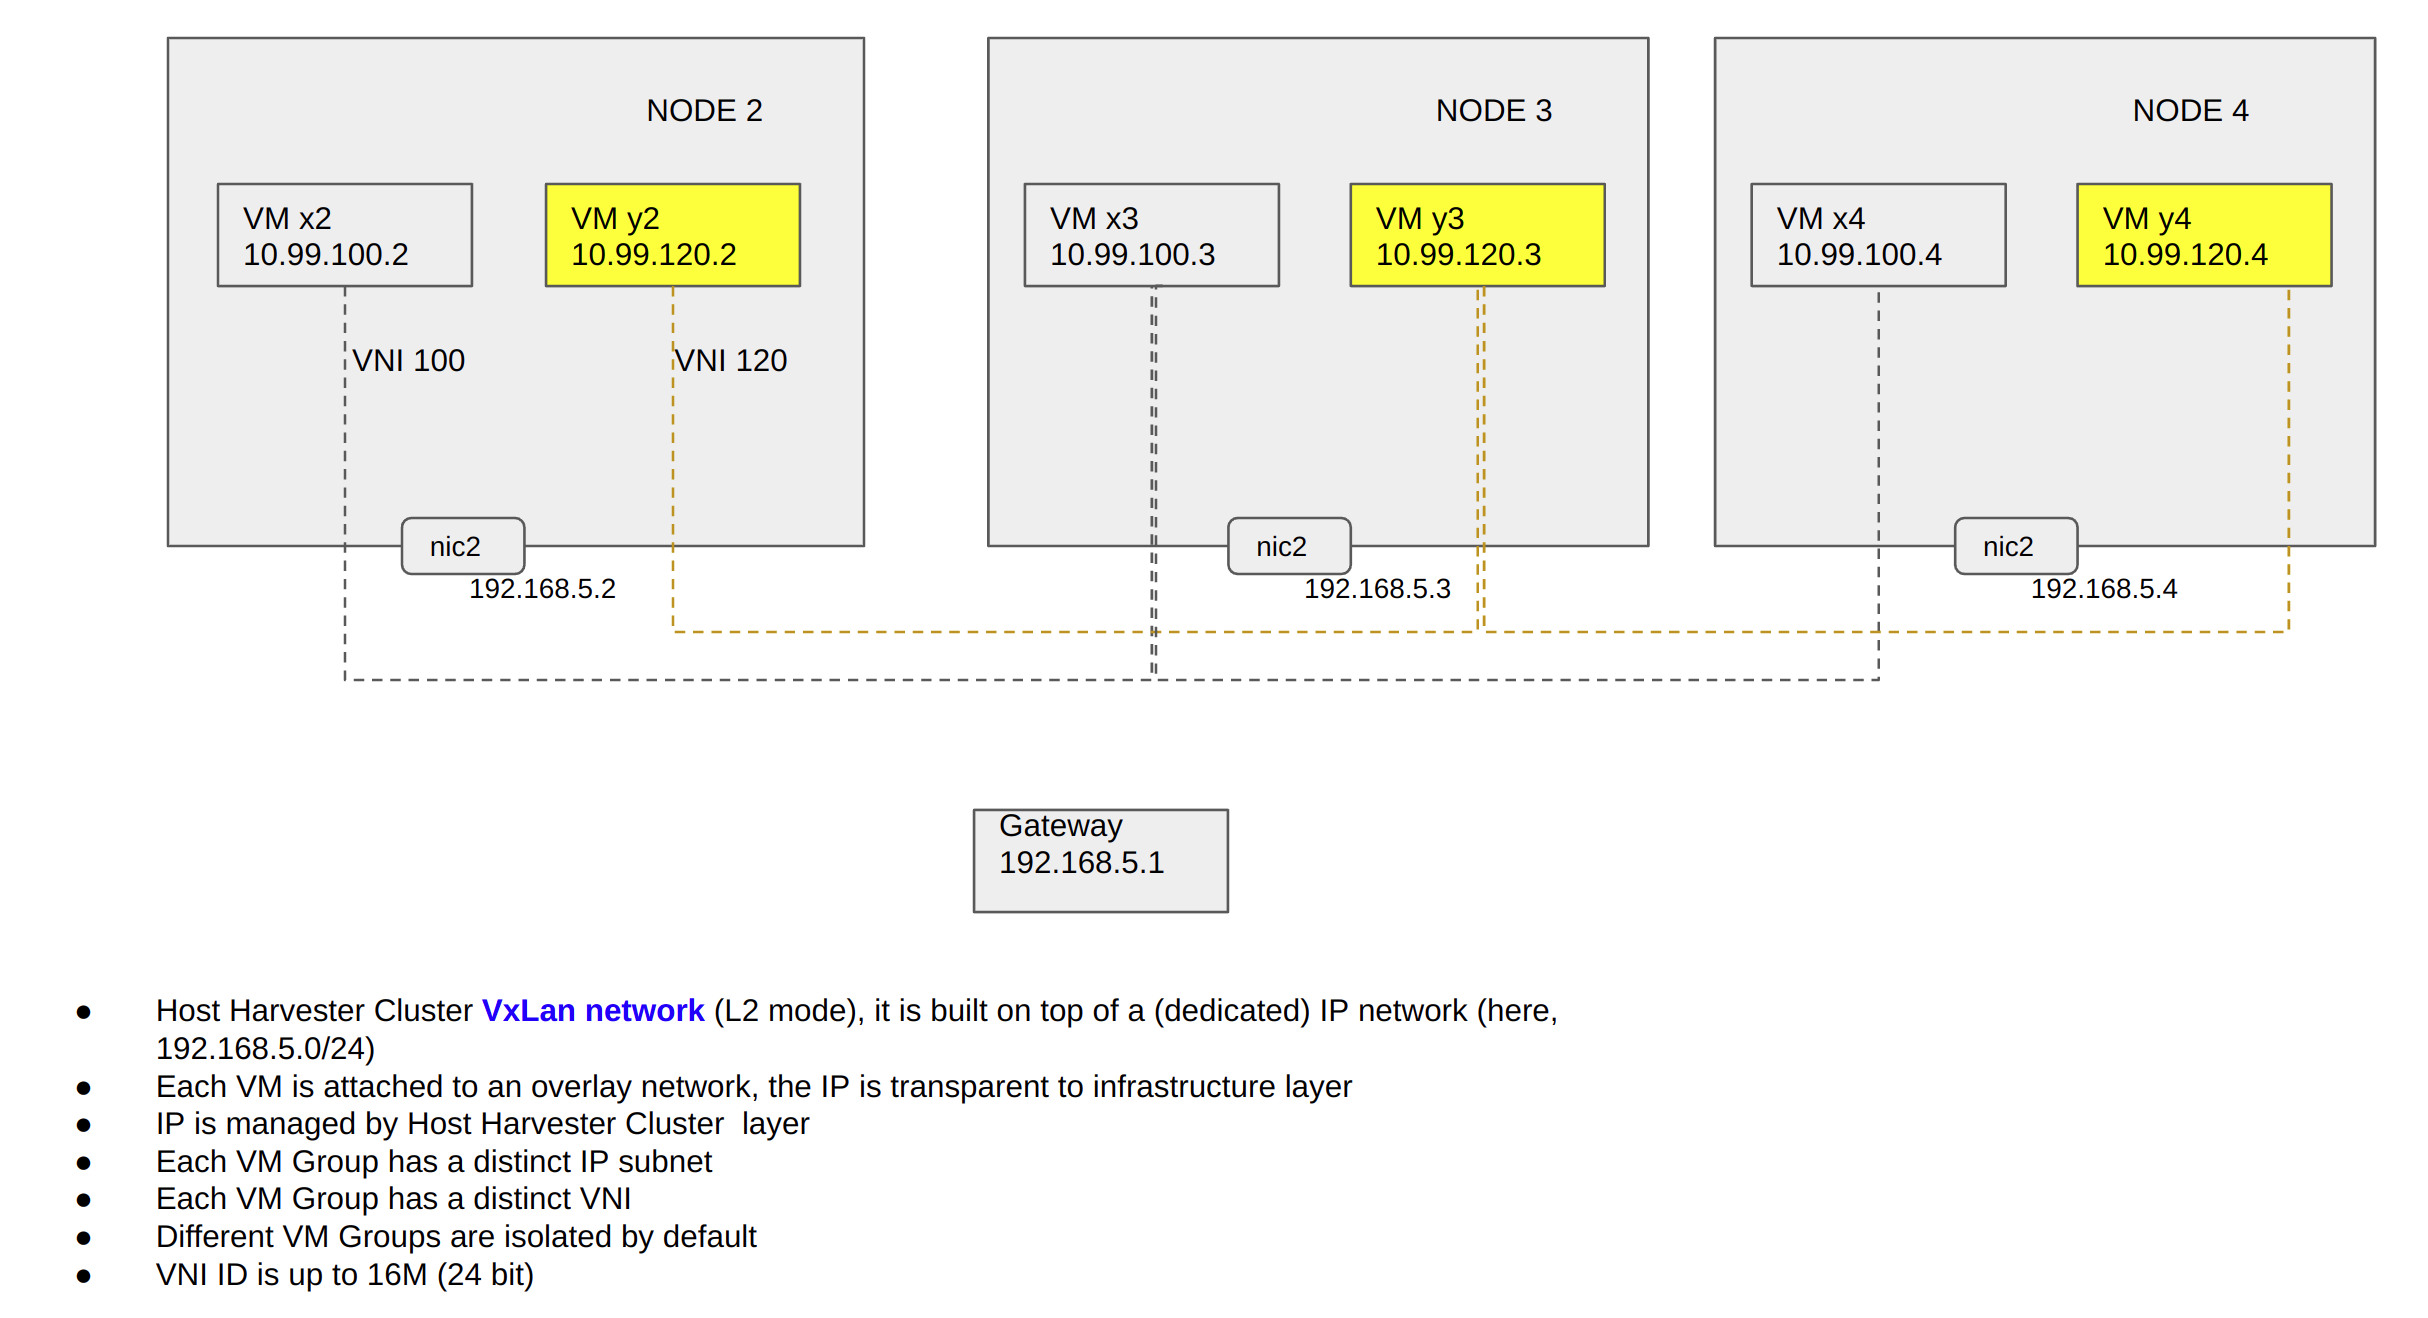 NODE 2
NODE 3
NODE 4
VM x2
10.99.100.2
VM y2
10.99.120.2
VM x3
10.99.100.3
VM y3
10.99.120.3
VM x4
10.99.100.4
VM y4
10.99.120.4
VNI 100
VNI 120
nic2
192.168.5.2
nic2
192.168.5.3
nic2
192.168.5.4
Gateway
192.168.5.1
● Host Harvester Cluster VxLan network (L2 mode), it is built on top of a (dedicated) IP network (here,
192.168.5.0/24)
● Each VM is attached to an overlay network, the IP is transparent to infrastructure layer
● IP is managed by Host Harvester Cluster  layer
● Each VM Group has a distinct IP subnet
● Each VM Group has a distinct VNI
● Different VM Groups are isolated by default
● VNI ID is up to 16M (24 bit)